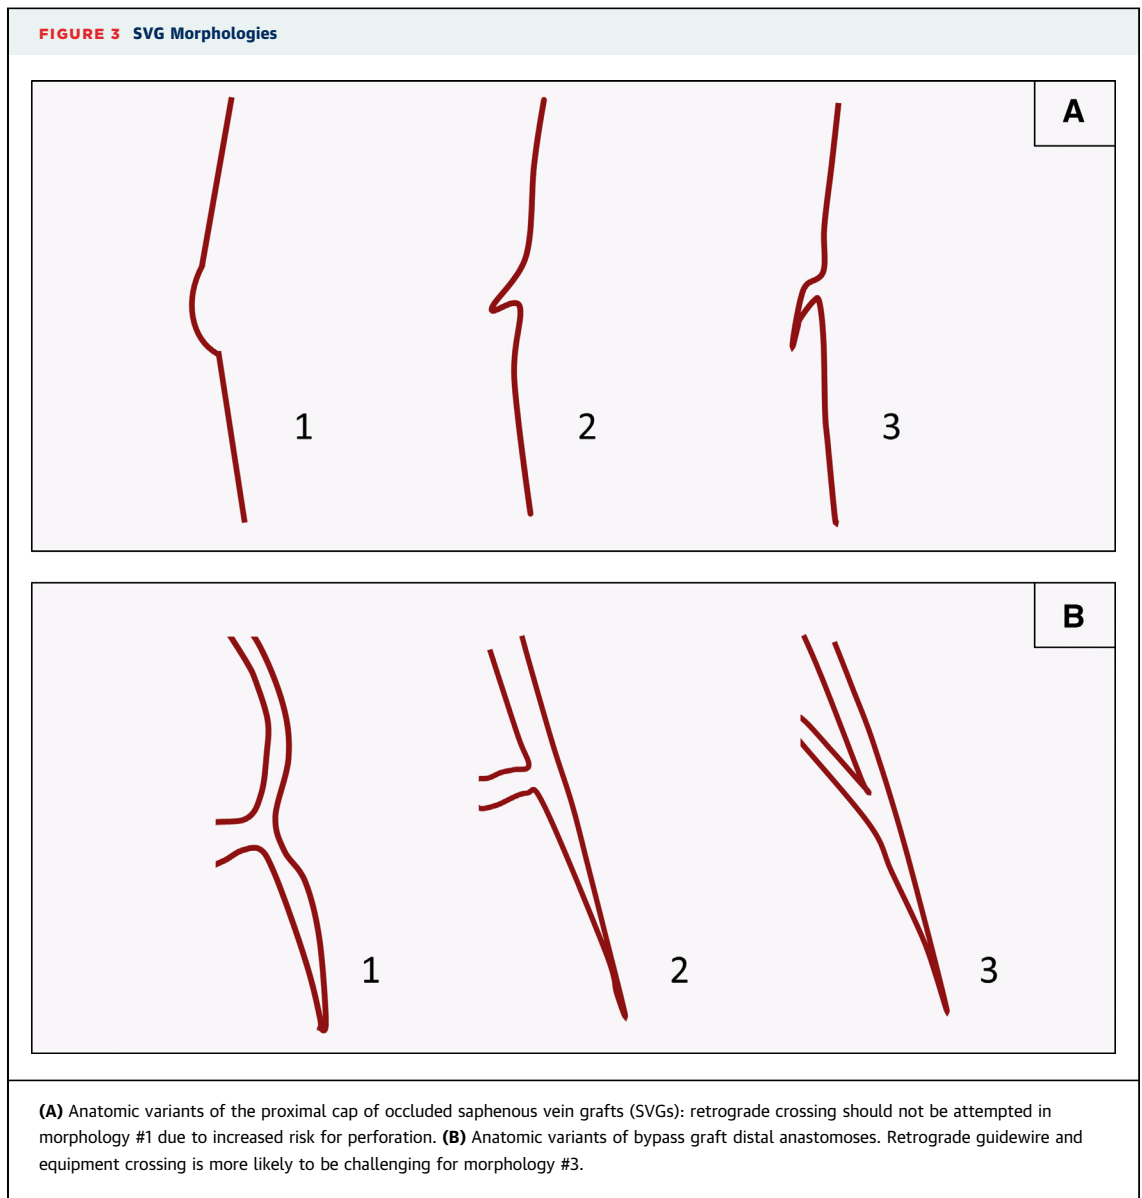 FIGURE 3 SVG Morphologies
A
1
2
3
B
1
2
3
(A) Anatomic variants of the proximal cap of occluded saphenous vein grafts (SVGs): retrograde crossing should not be attempted in
morphology #1 due to increased risk for perforation. (B) Anatomic variants of bypass graft distal anastomoses. Retrograde guidewire and
equipment crossing is more likely to be challenging for morphology #3.